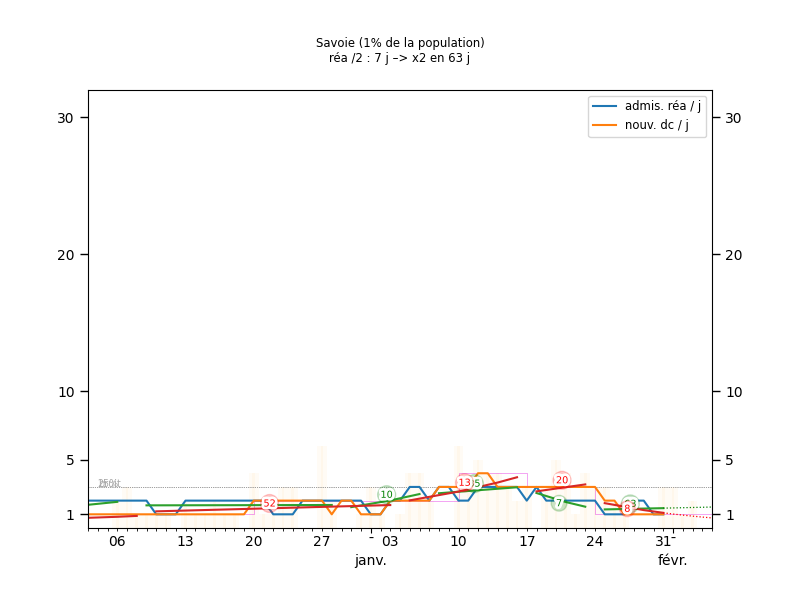 Savoie (1% de la population)
réa /2 : 7 j –> x2 en 63 j
admis. réa / j
nouv. dc / j
30 30
20 20
10 10
5 5
1 1
13
20
10
52
7
8
06 13 20 27 - 03 10 17 24 31-
janv. févr.